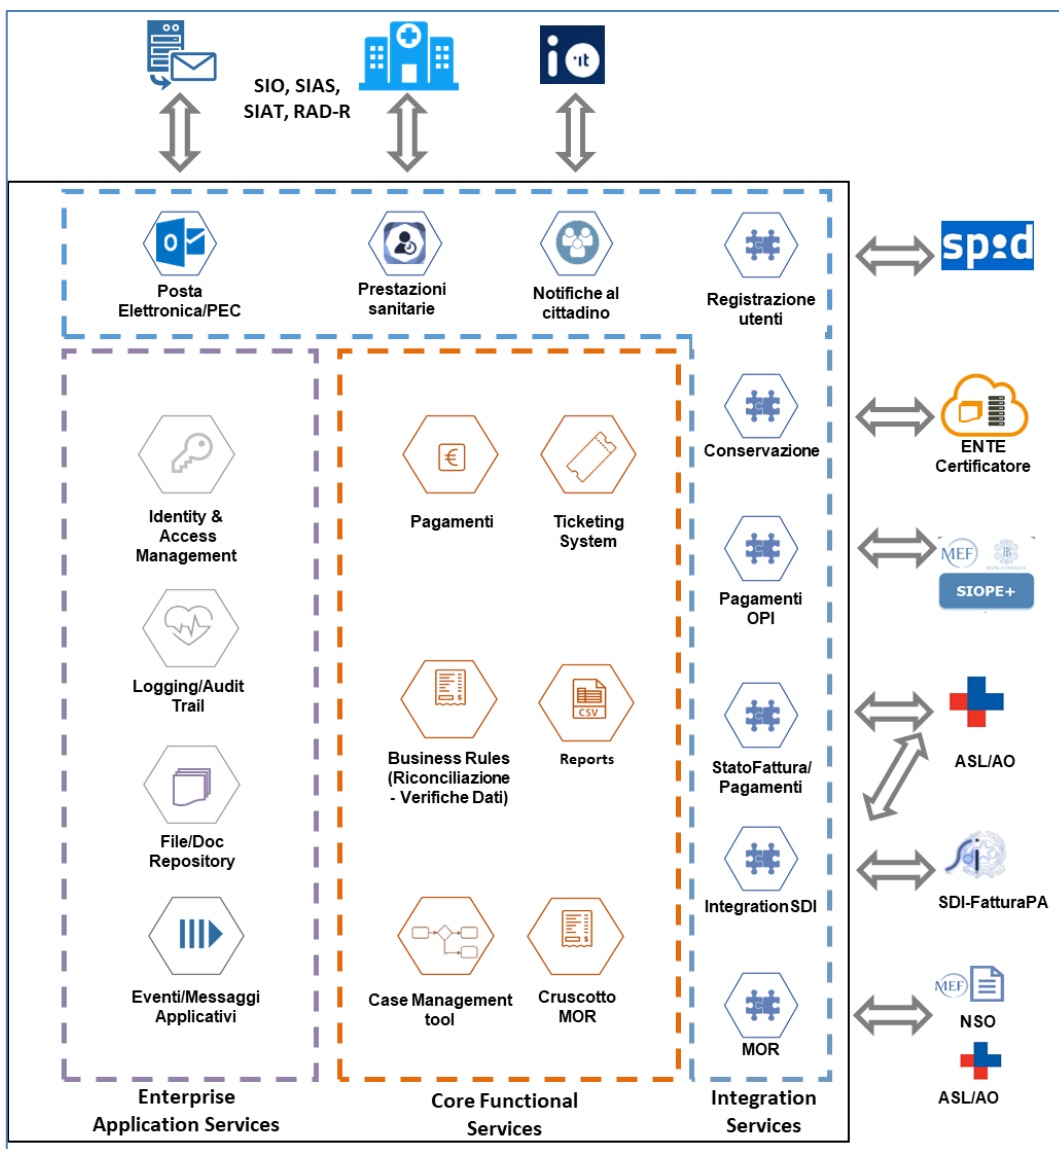 SIO, SIAS,
SIAT, RAD-R
io
it
Posta
Elettronica/PEC
Prestazioni
sanitarie
Notifiche al
cittadino
Registrazione
utenti
spid
Identity &
Access
Management
Pagamenti
Ticketing
System
Conservazione
ENTE
Certificatore
Logging/Audit
Trail
Pagamenti
OPI
MEF
SIOPE+
File/Doc
Repository
Business Rules
(Riconciliazione
- Verifiche Dati)
CSV
Reports
StatoFattura/
Pagamenti
ASL/AO
IntegrationSDI
SDI-FatturaPA
Eventi/Messaggi
Applicativi
Case Management
tool
Cruscotto
MOR
MOR
MEF
NSO
ASL/AO
Enterprise
Application Services
Core Functional
Services
Integration
Services